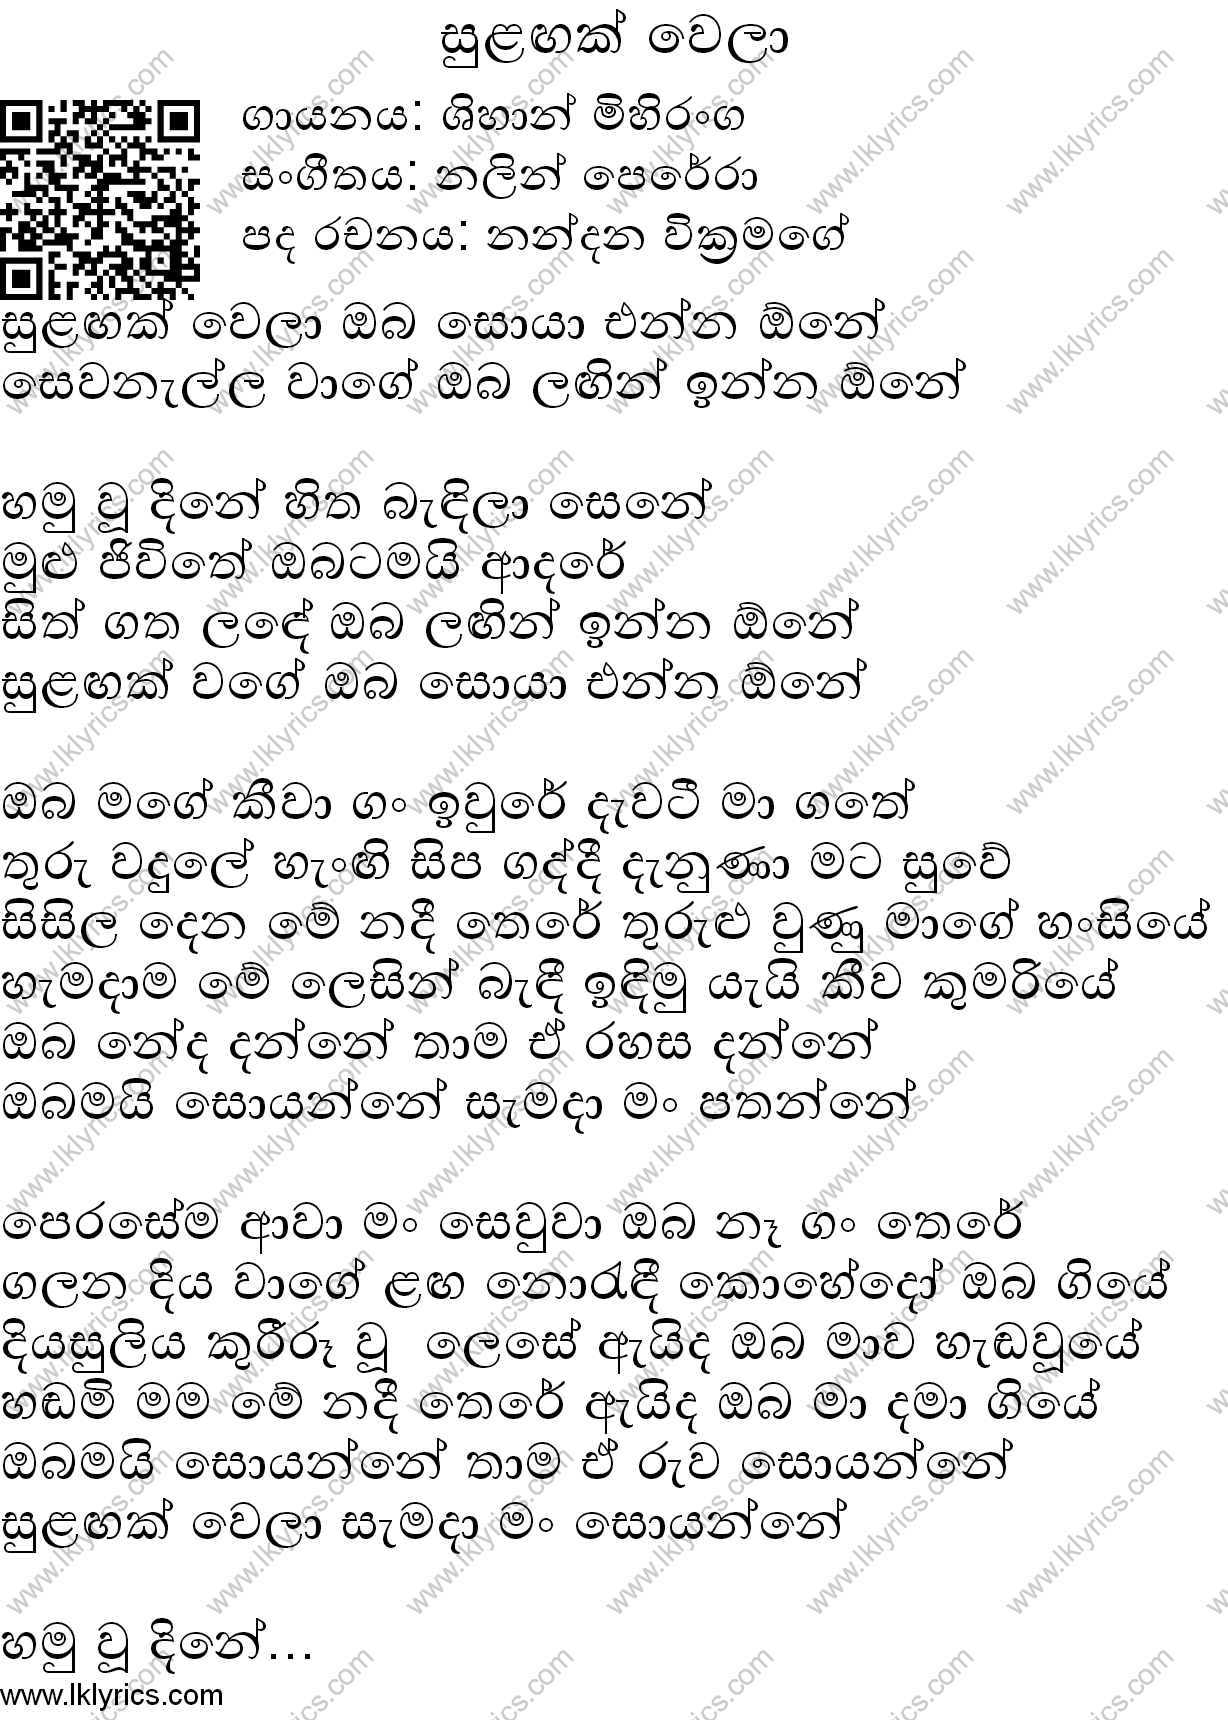 සුළඟක් වෙලා
ගායනය: ශිහාන් මිහිරංග
සංගීතය: නලින් පෙරේරා
පද රචනය: නන්දන වික්‍රමගේ
සුළඟක් වෙලා ඔබ සොයා එන්න ඕනේ
සෙවනැල්ල වාගේ ඔබ ලඟින් ඉන්න ඕනේ
හමු වූ දිනේ හිත බැඳිලා සෙනේ
මුළු ජිවිතේ ඔබටමයි ආදරේ
සිත් ගත ලඳේ ඔබ ලඟින් ඉන්න ඕනේ
සුළඟක් වගේ ඔබ සොයා එන්න ඕනේ
ඔබ මගේ කීවා ගං ඉවුරේ දැවටී මා ගතේ
තුරු වදුලේ හැංඟි සිප ගද්දී දැනුණා මට සුවේ
සිසිල දෙන මේ නදී තෙරේ තුරුළු වුණු මාගේ හංසියේ
හැමදාම මේ ලෙසින් බැඳී ඉඳිමු යැයි කීව කුමරියේ
ඔබ නේද දන්නේ තාම ඒ රහස දන්නේ
ඔබමයි සොයන්නේ සැමදා මං පතන්නේ
පෙරසේම ආවා මං සෙවුවා ඔබ නෑ ගං තෙරේ
ගලන දිය වාගේ ළඟ නොරැඳී කොහේදෝ ඔබ ගියේ
දියසුලිය කුරිරූ වූ ලෙසේ ඇයිද ඔබ මාව හැඬවූයේ
හඬමි මම මේ නදී තෙරේ ඇයිද ඔබ මා දමා ගියේ
ඔබමයි සොයන්නේ තාම ඒ රුව සොයන්නේ
සුළඟක් වෙලා සැමදා මං සොයන්නේ
හමු වූ දිනේ...
www.lklyrics.com